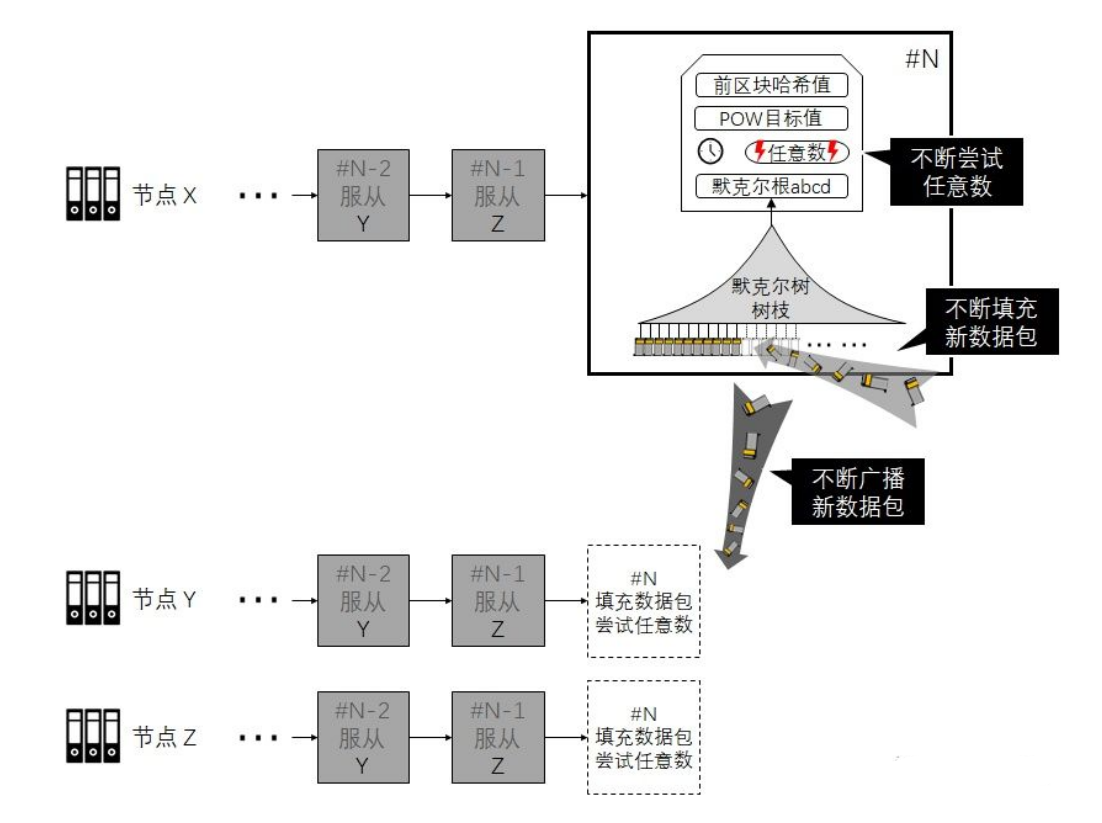 #N
前区块哈希值
POW目标值
任意数
默克尔根abcd
不断尝试
任意数
节点 X
...
#N-2
服从
Y
#N-1
服从
Z
默克尔树
树枝
... ...
不断填充
新数据包
不断广播
新数据包
节点 Y
...
#N-2
服从
Y
#N-1
服从
Z
#N
填充数据包
尝试任意数
节点 Z
...
#N-2
服从
Y
#N-1
服从
Z
#N
填充数据包
尝试任意数